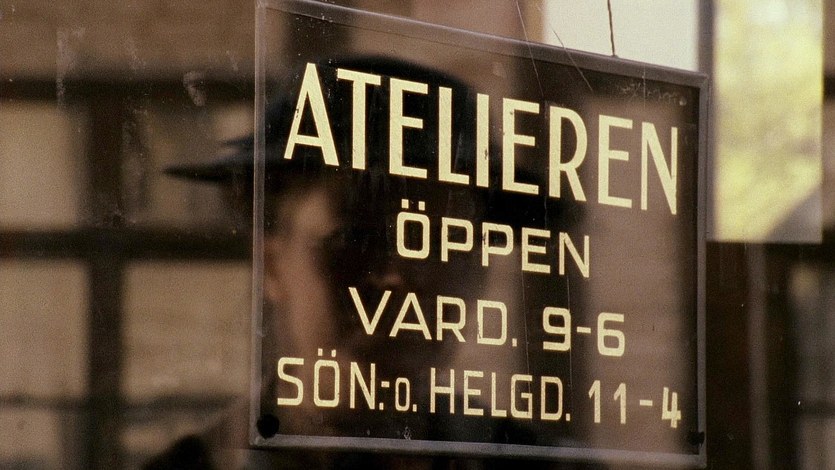 ATELIEREN
ÖPPEN
VARD. 9-6
SÖN.- o. HELGD. 11-4